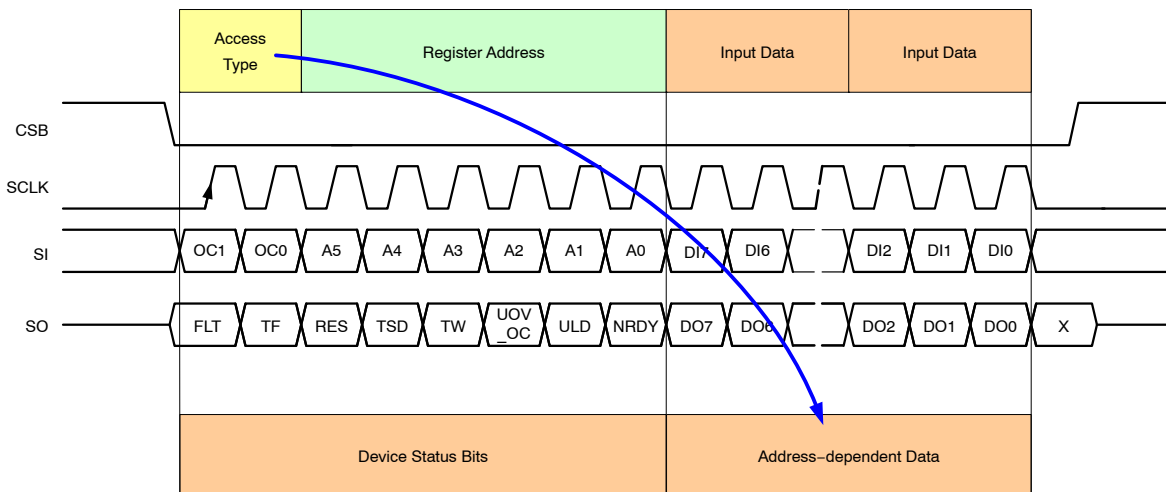 Access
Type
Register Address
Input Data
Input Data
CSB
SCLK
SI
OC1 OC0 A5 A4 A3 A2 A1 A0 DI7 DI6 DI2 DI1 DI0
SO
FLT TF RES TSD TW UOV
_OC ULD NRDY DO7 DO6 DO2 DO1 DO0 X
Device Status Bits
Address−dependent Data